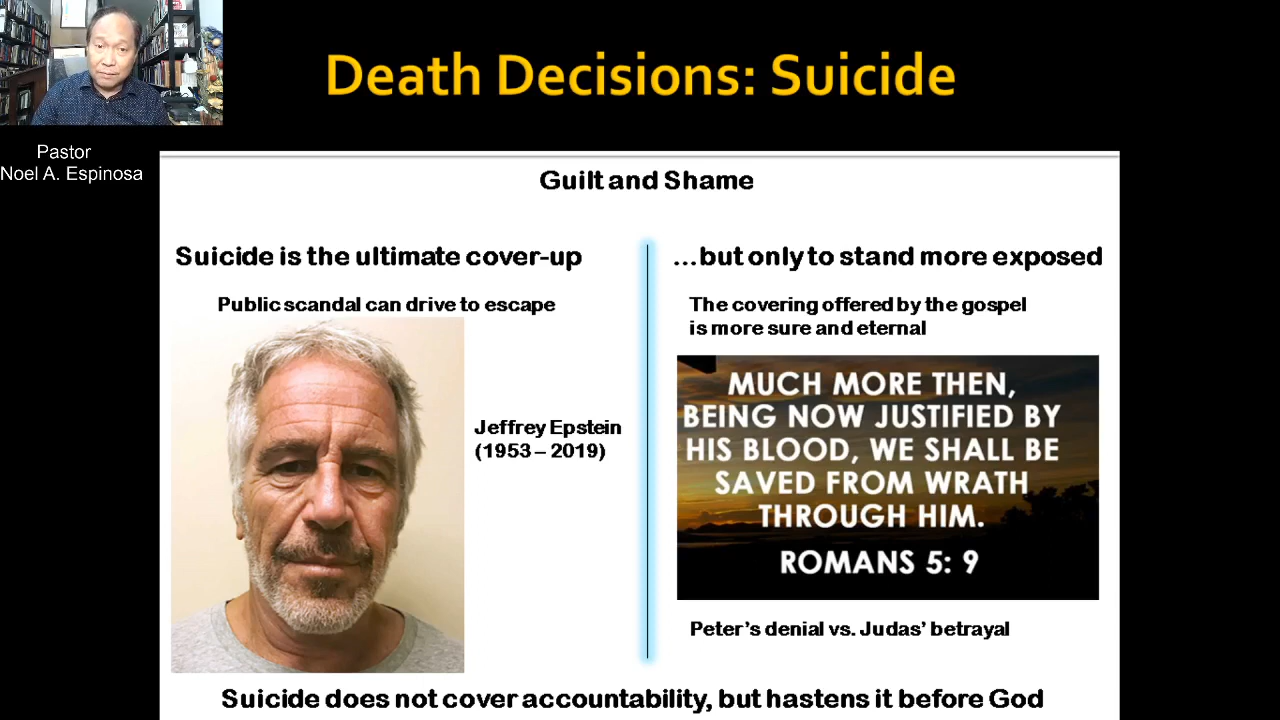 Death Decisions: Suicide
Pastor
Noel A. Espinosa
Guilt and Shame
Suicide is the ultimate cover-up
Public scandal can drive to escape
Jeffrey Epstein
(1953 – 2019)
...but only to stand more exposed
The covering offered by the gospel
is more sure and eternal
MUCH MORE THEN,
BEING NOW JUSTIFIED BY
HIS BLOOD, WE SHALL BE
SAVED FROM WRATH
THROUGH HIM.
ROMANS 5: 9
Peter's denial vs. Judas' betrayal
Suicide does not cover accountability, but hastens it before God